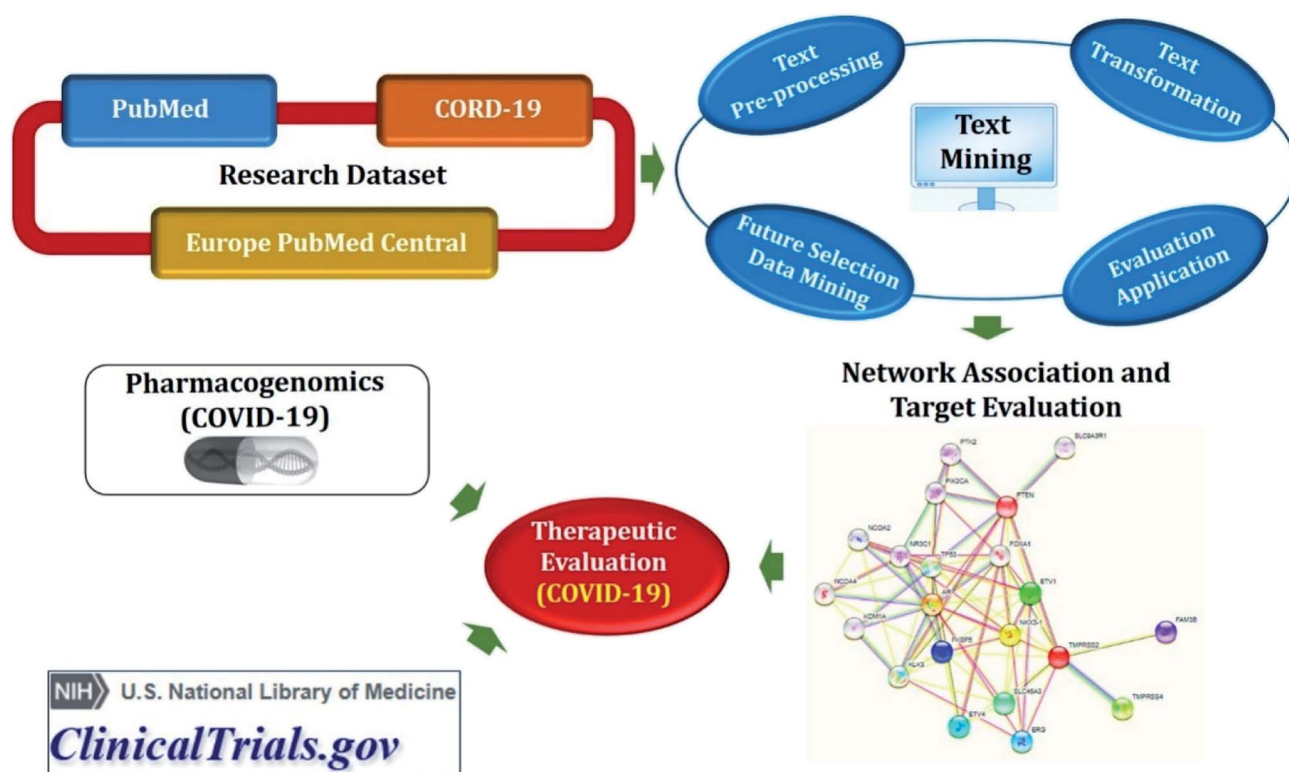 PubMed
CORD-19
Research Dataset
Europe PubMed Central
Text
Pre-processing
Text
Transformation
Text
Mining
Future Selection
Data Mining
Evaluation
Application
Pharmacogenomics
(COVID-19)
Network Association and
Target Evaluation
Therapeutic
Evaluation
(COVID-19)
PTK2
SLC9A3R1
PIK3CA
PTEN
NCOA2
NR3C1
TP53
FOXA1
NCOA4
AR
ETV1
KDM1A
NKX3-1
FKBP5
TMPRSS2
FAM3B
KLK3
SLC45A3
TMPRSS4
ETV4
ERG
NIH U.S. National Library of Medicine
ClinicalTrials.gov